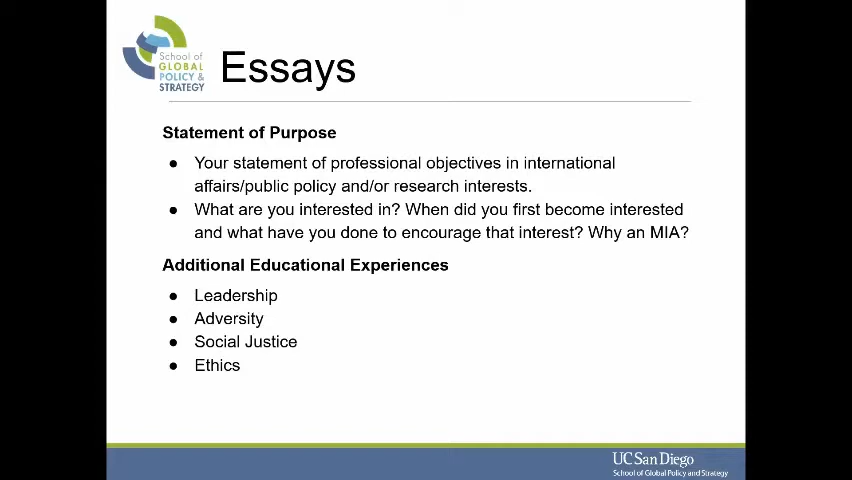 School of
GLOBAL
POLICY &
STRATEGY
Essays
Statement of Purpose
● Your statement of professional objectives in international
affairs/public policy and/or research interests.
● What are you interested in? When did you first become interested
and what have you done to encourage that interest? Why an MIA?
Additional Educational Experiences
● Leadership
● Adversity
● Social Justice
● Ethics
UC San Diego
School of Global Policy and Strategy